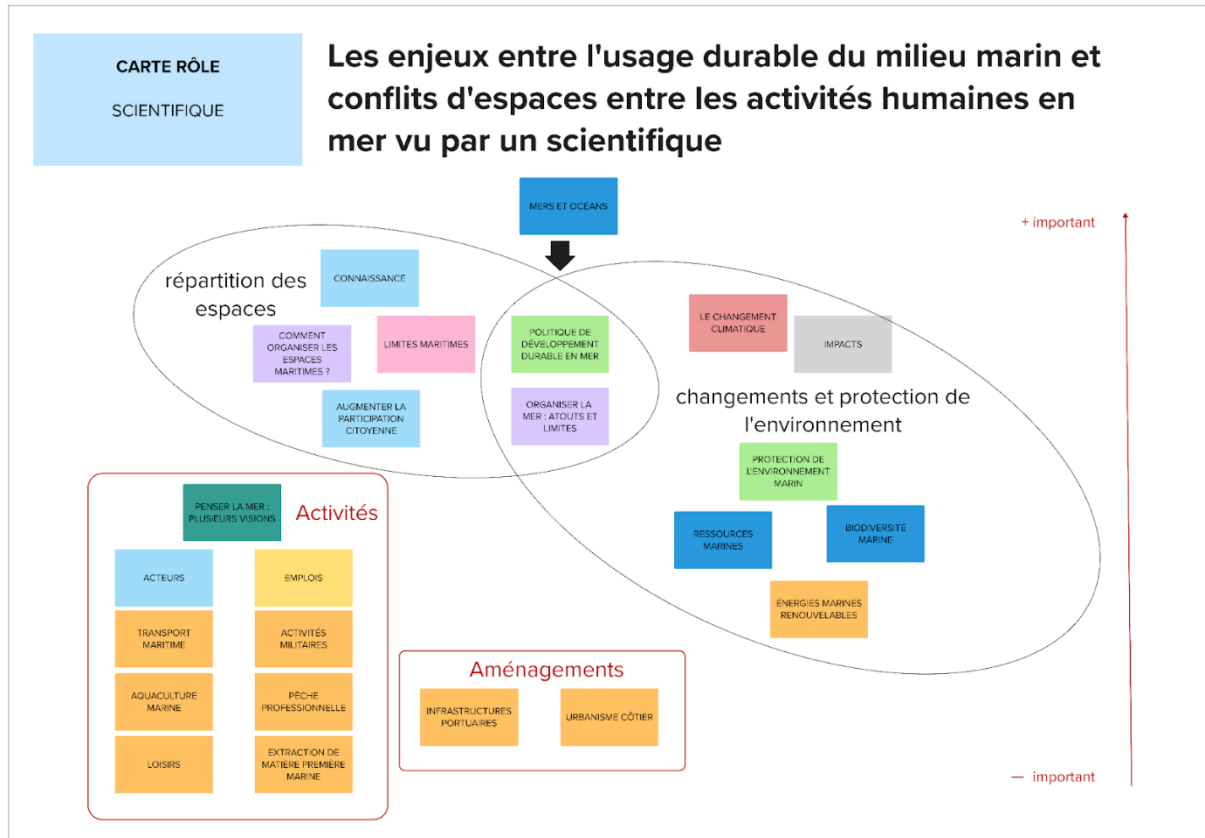 CARTE RÔLE
SCIENTIFIQUE
Les enjeux entre l'usage durable du milieu marin et
conflits d'espaces entre les activités humaines en
mer vu par un scientifique
MERS ET OCÉANS
+ important
répartition des
espaces
CONNAISSANCE
COMMENT
ORGANISER LES
ESPACES
MARITIMES ?
LIMITES MARITIMES
AUGMENTER LA
PARTICIPATION
CITOYENNE
POLITIQUE DE
DÉVELOPPEMENT
DURABLE EN MER
ORGANISER LA
MER : ATOUTS ET
LIMITES
LE CHANGEMENT
CLIMATIQUE
IMPACTS
changements et protection de
l'environnement
PROTECTION DE
L'ENVIRONNEMENT
MARIN
RESSOURCES
MARINES
BIODIVERSITÉ
MARINE
ÉNERGIES MARINES
RENOUVELABLES
PENSER LA MER :
PLUSIEURS VISIONS
Activités
ACTEURS
EMPLOIS
TRANSPORT
MARITIME
ACTIVITÉS
MILITAIRES
AQUACULTURE
MARINE
PÊCHE
PROFESSIONNELLE
LOISIRS
EXTRACTION DE
MATIÈRE PREMIÈRE
MARINE
Aménagements
INFRASTRUCTURES
PORTUAIRES
URBANISME CÔTIER
— important